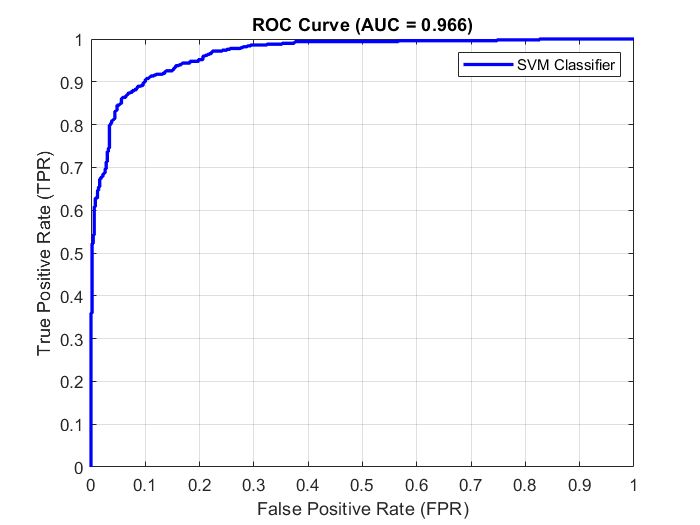 ROC Curve (AUC = 0.966)
SVM Classifier
True Positive Rate (TPR)
1
0.9
0.8
0.7
0.6
0.5
0.4
0.3
0.2
0.1
0
0 0.1 0.2 0.3 0.4 0.5 0.6 0.7 0.8 0.9 1
False Positive Rate (FPR)